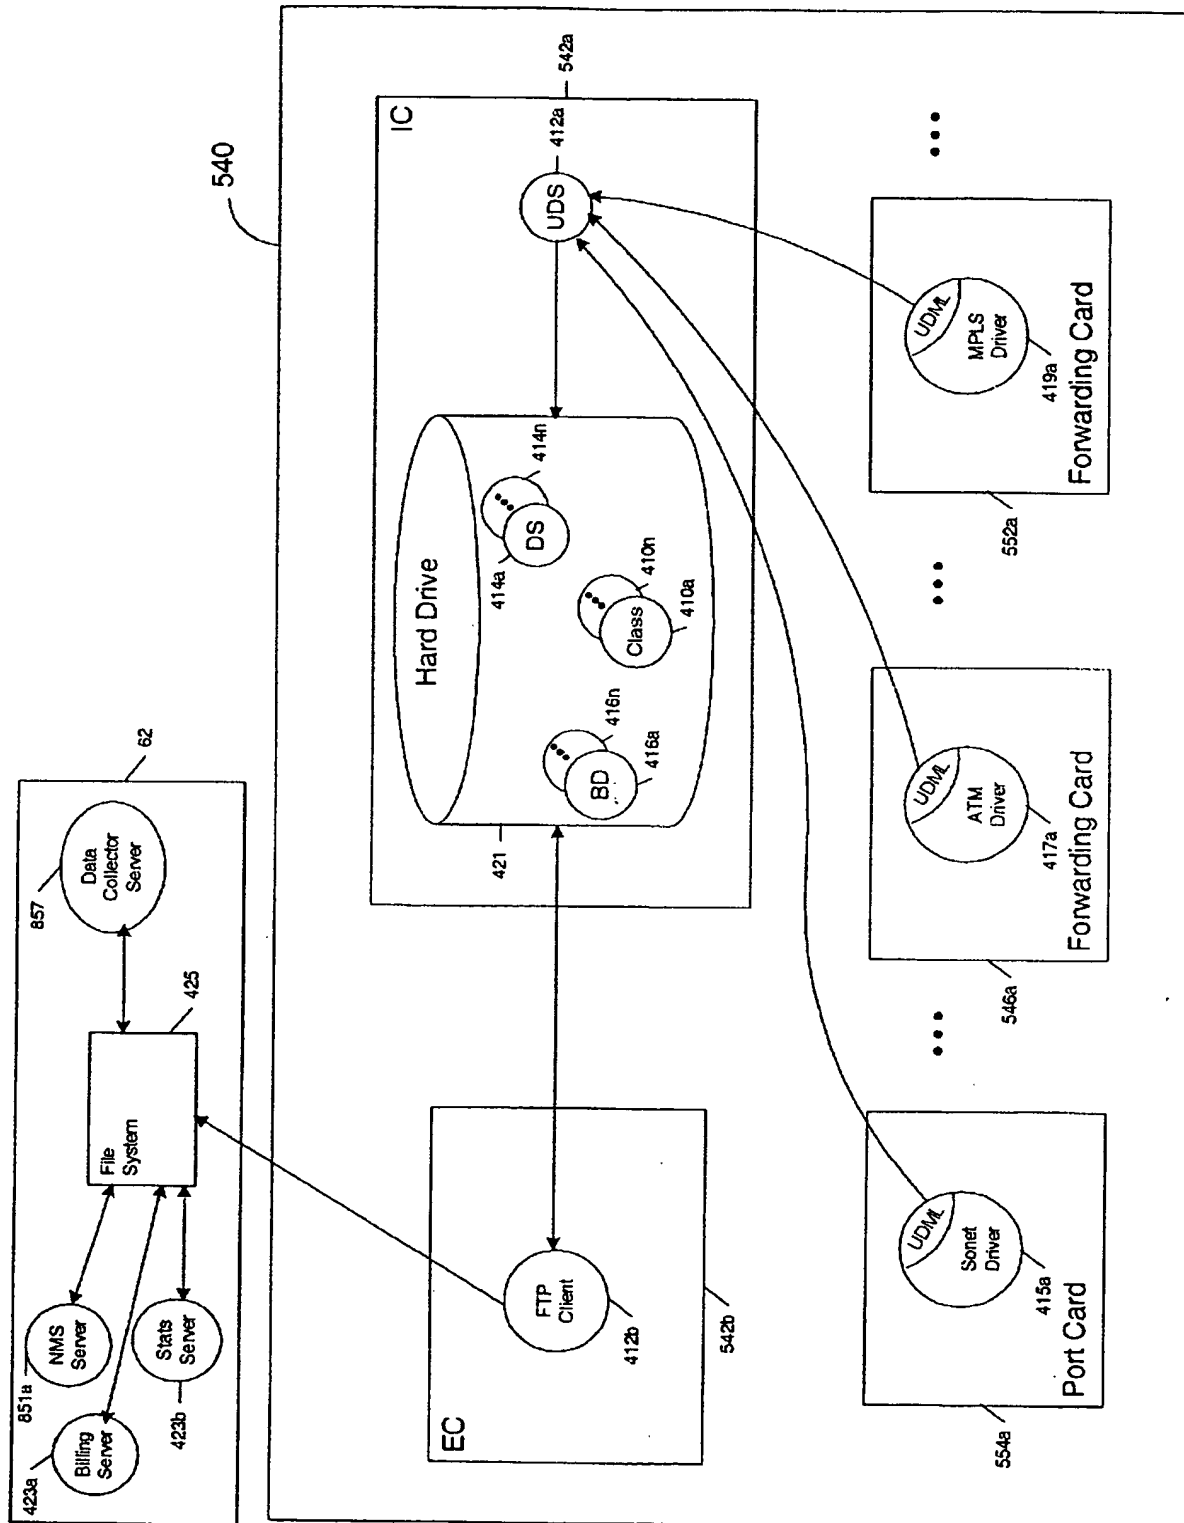 423a
Billing
Server
851a
NMS
Server
Stats
Server
423b
File
System
425
857
Data
Collector
Server
62
540
EC
FTP
Client
412b
542b
IC
542a
421
Hard Drive
BD
416a
416n
Class
410a
410n
DS
414a
414n
UDS
412a
554a
Port Card
UDML
Sonet
Driver
415a
•••
546a
Forwarding Card
UDML
ATM
Driver
417a
•••
552a
Forwarding Card
UDML
MPLS
Driver
419a
•••